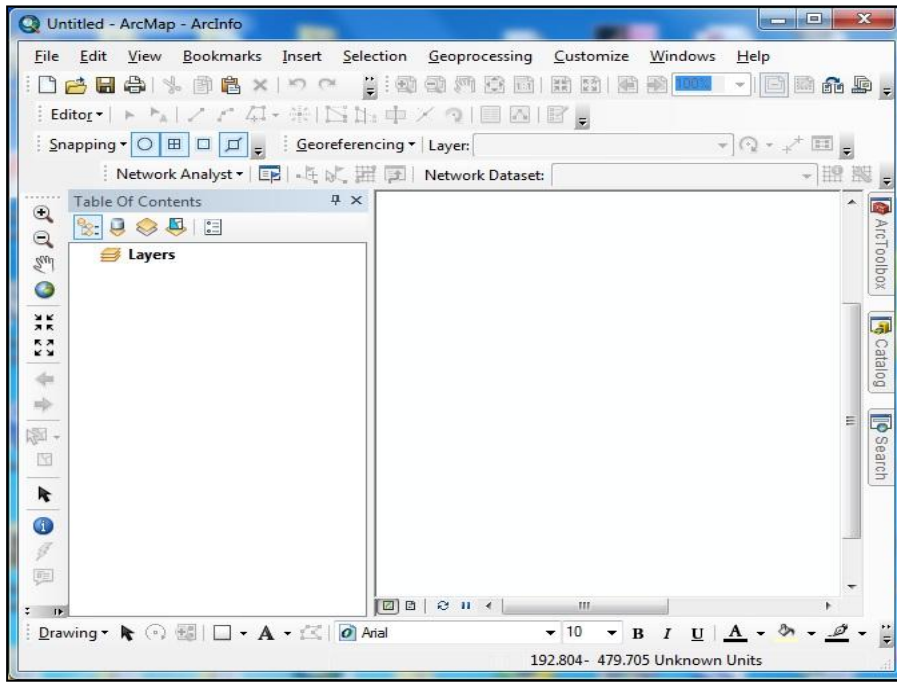 Untitled - ArcMap - ArcInfo
File Edit View Bookmarks Insert Selection Geoprocessing Customize Windows Help
100%
Editor
Snapping Georeferencing Layer:
Network Analyst Network Dataset:
Table Of Contents
Layers
ArcToolbox
Catalog
Search
Drawing A Arial 10 B I U A
192.804- 479.705 Unknown Units